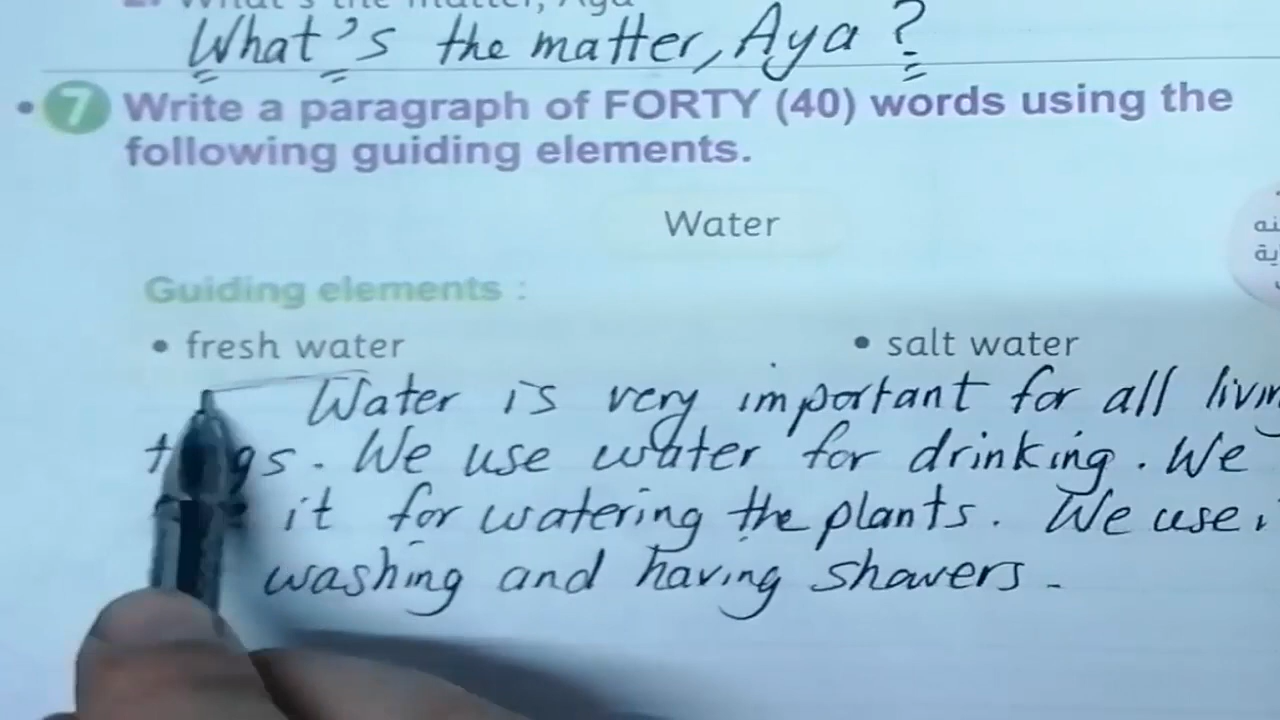 What's the matter, Aya ?
7 Write a paragraph of FORTY (40) words using the
following guiding elements.
Water
Guiding elements :
• fresh water • salt water
Water is very important for all
We use water for drinking. We
it for watering the plants. We use
washing and having showers.